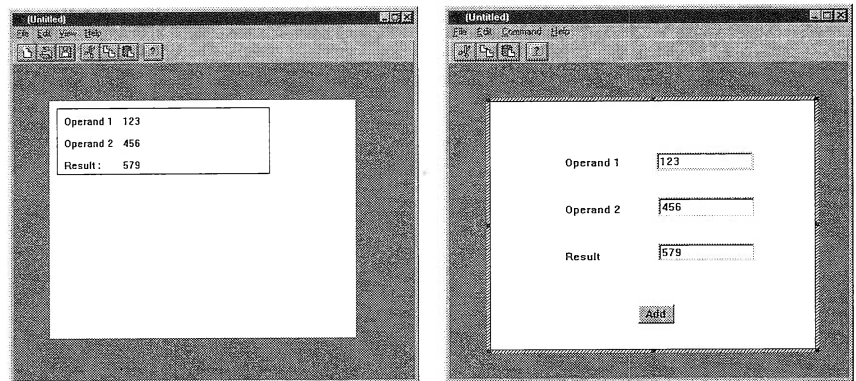 (Untitled)
File Edit View Help
?
Operand 1 123
Operand 2 456
Result : 579
(Untitled)
File Edit Command Help
?
Operand 1 123
Operand 2 456
Result 579
Add